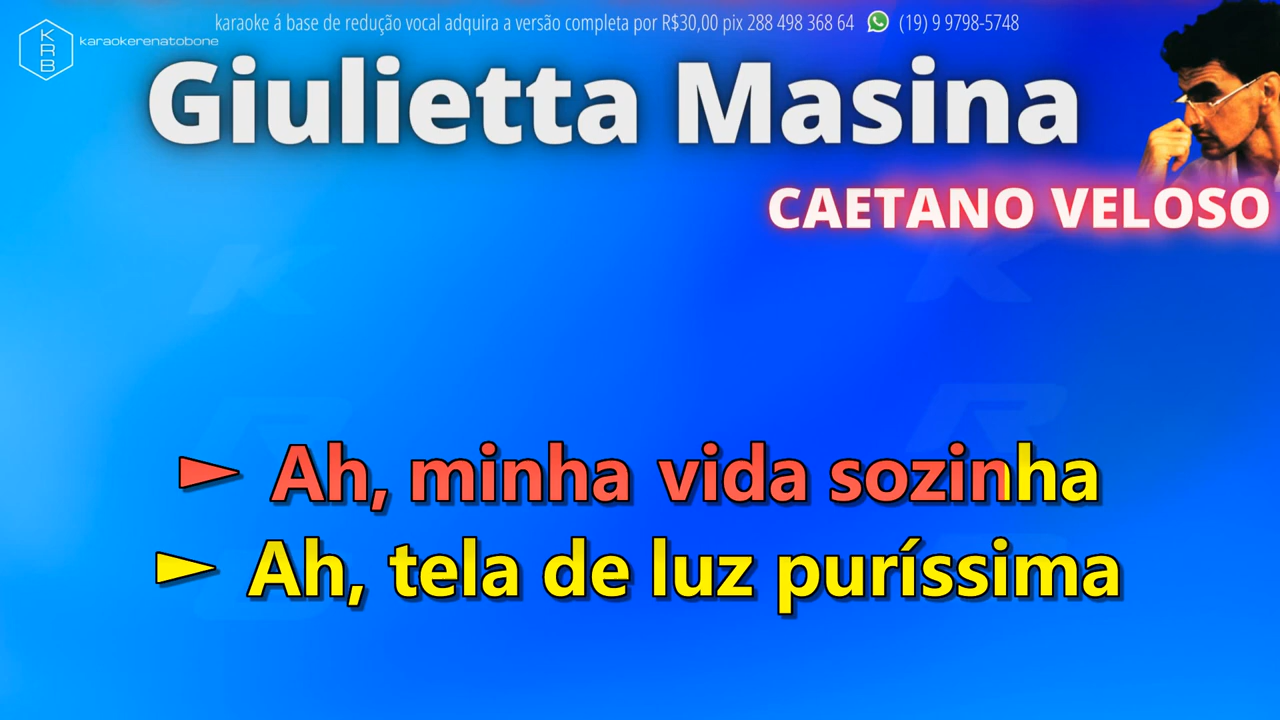 karaoke á base de redução vocal adquira a versão completa por R$30,00 pix 288 498 368 64 (19) 9 9798-5748
KRB
karaokerenatobone
Giulietta Masina
CAETANO VELOSO
Ah, minha vida sozinha
Ah, tela de luz puríssima